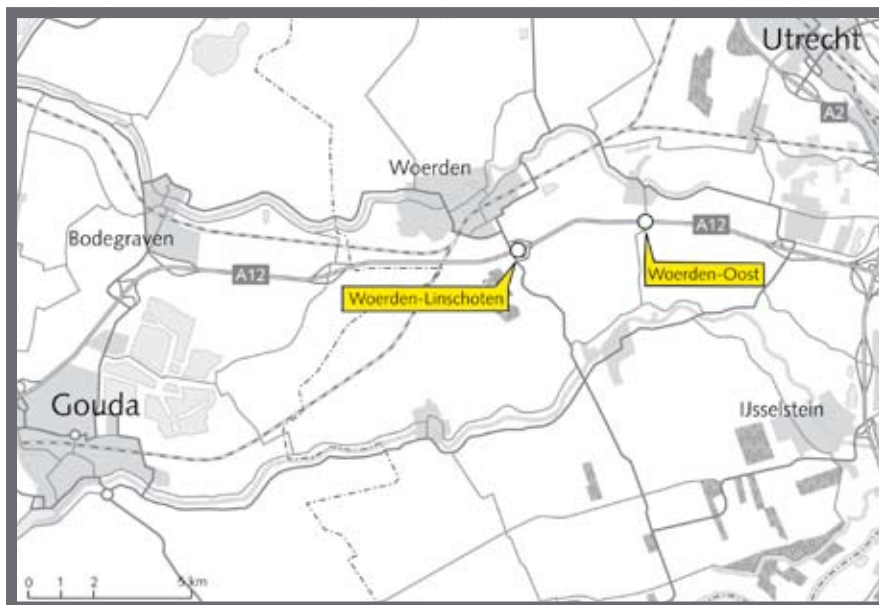 Utrecht
A2
Woerden
Bodegraven
A12
A12
Woerden-Oost
Woerden-Linschoten
Gouda
IJsselstein
0 1 2 5 km